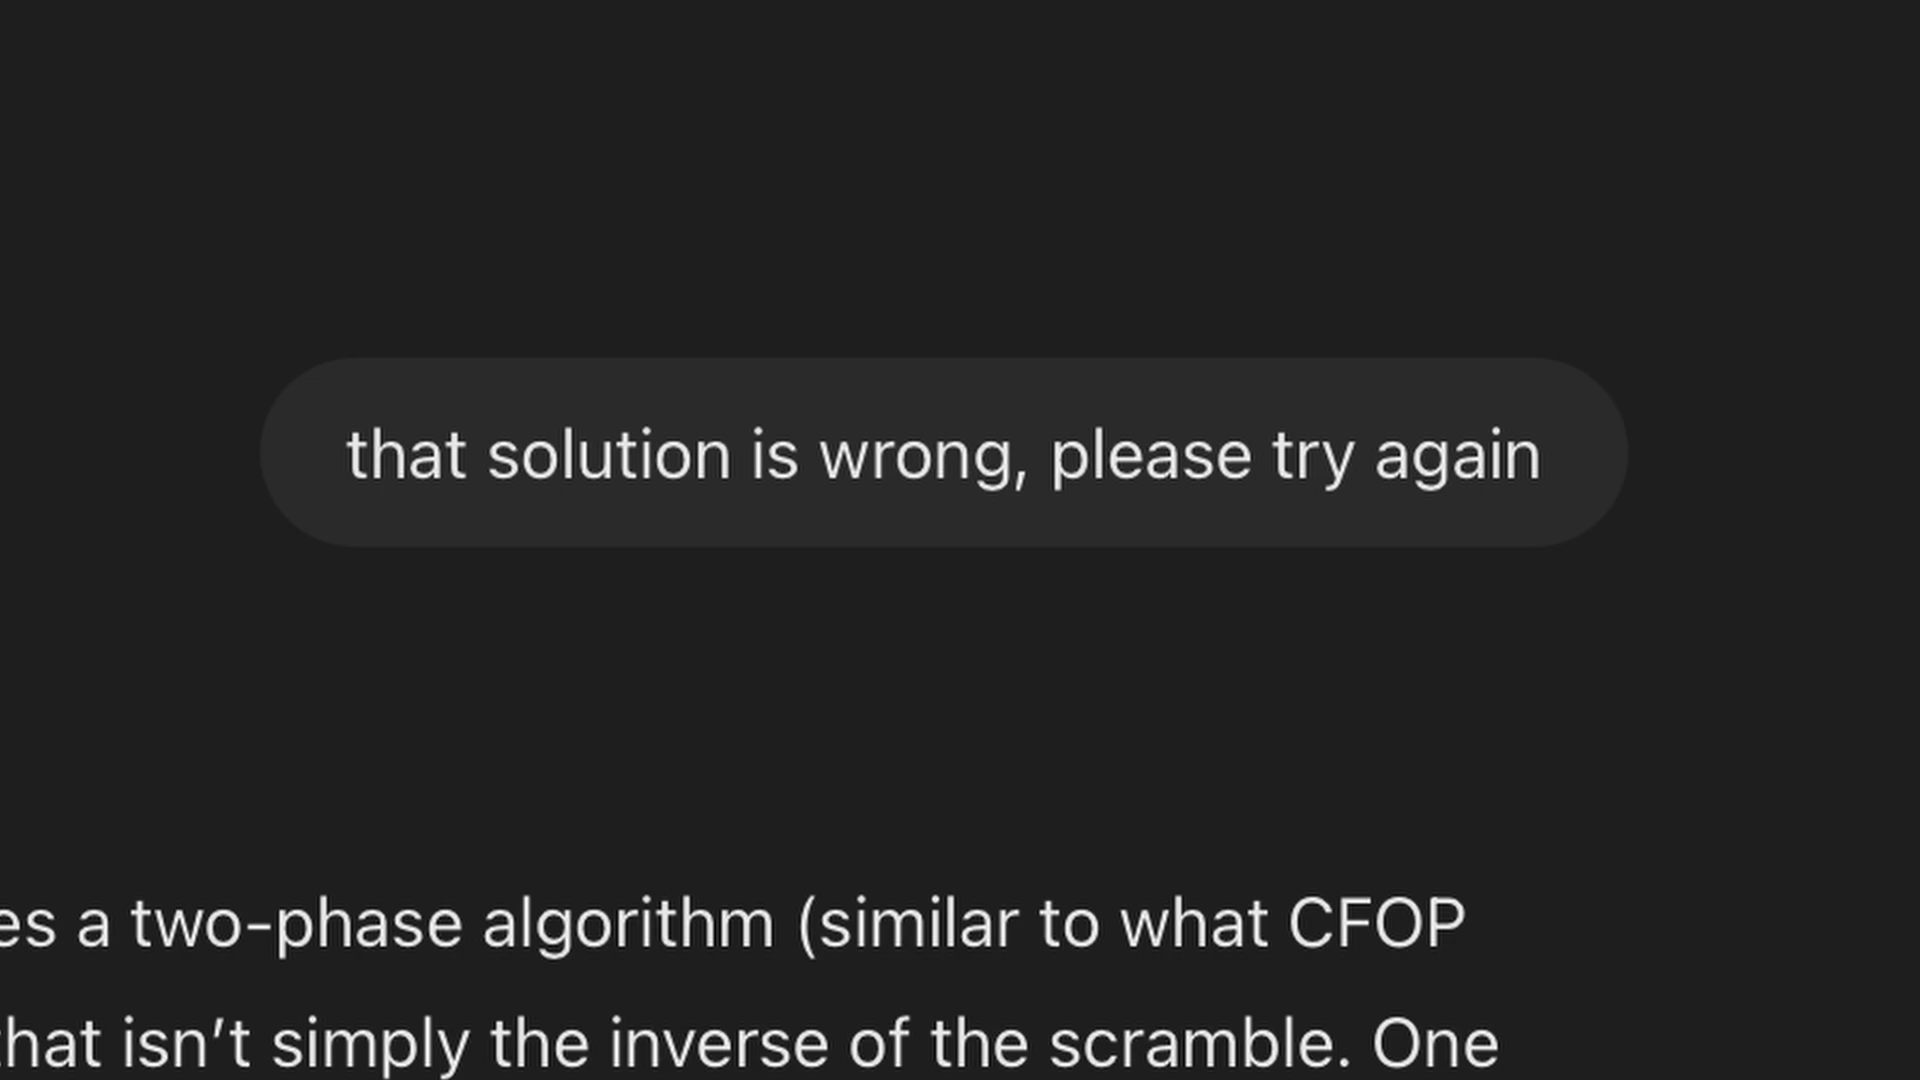 that solution is wrong, please try again
es a two-phase algorithm (similar to what CFOP
that isn’t simply the inverse of the scramble. One